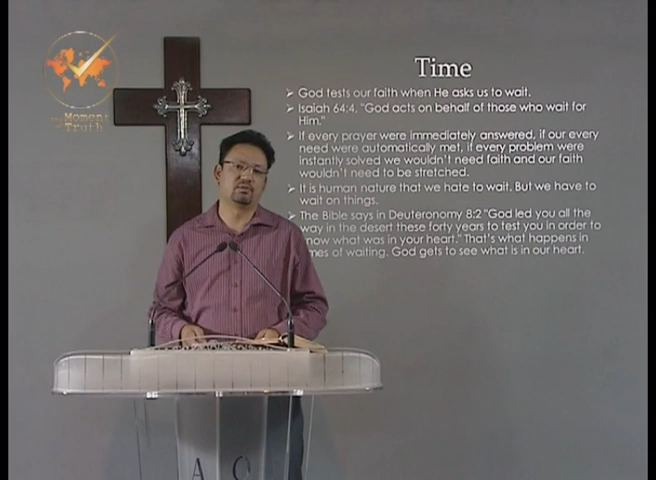 Time
➢ God tests our faith when He asks us to wait.
➢ Isaiah 64:4, "God acts on behalf of those who wait for
Him."
➢ If every prayer were immediately answered, if our every
need were automatically met, if every problem were
instantly solved we wouldn't need faith and our faith
wouldn't need to be stretched.
➢ It is human nature that we hate to wait. But we have to
wait on things.
➢ The Bible says in Deuteronomy 8:2 "God led you all the
way in the desert these forty years to test you in order to
now what was in your heart." That's what happens in
mes of waiting. God gets to see what is in our heart.
Moment
Truth
A O